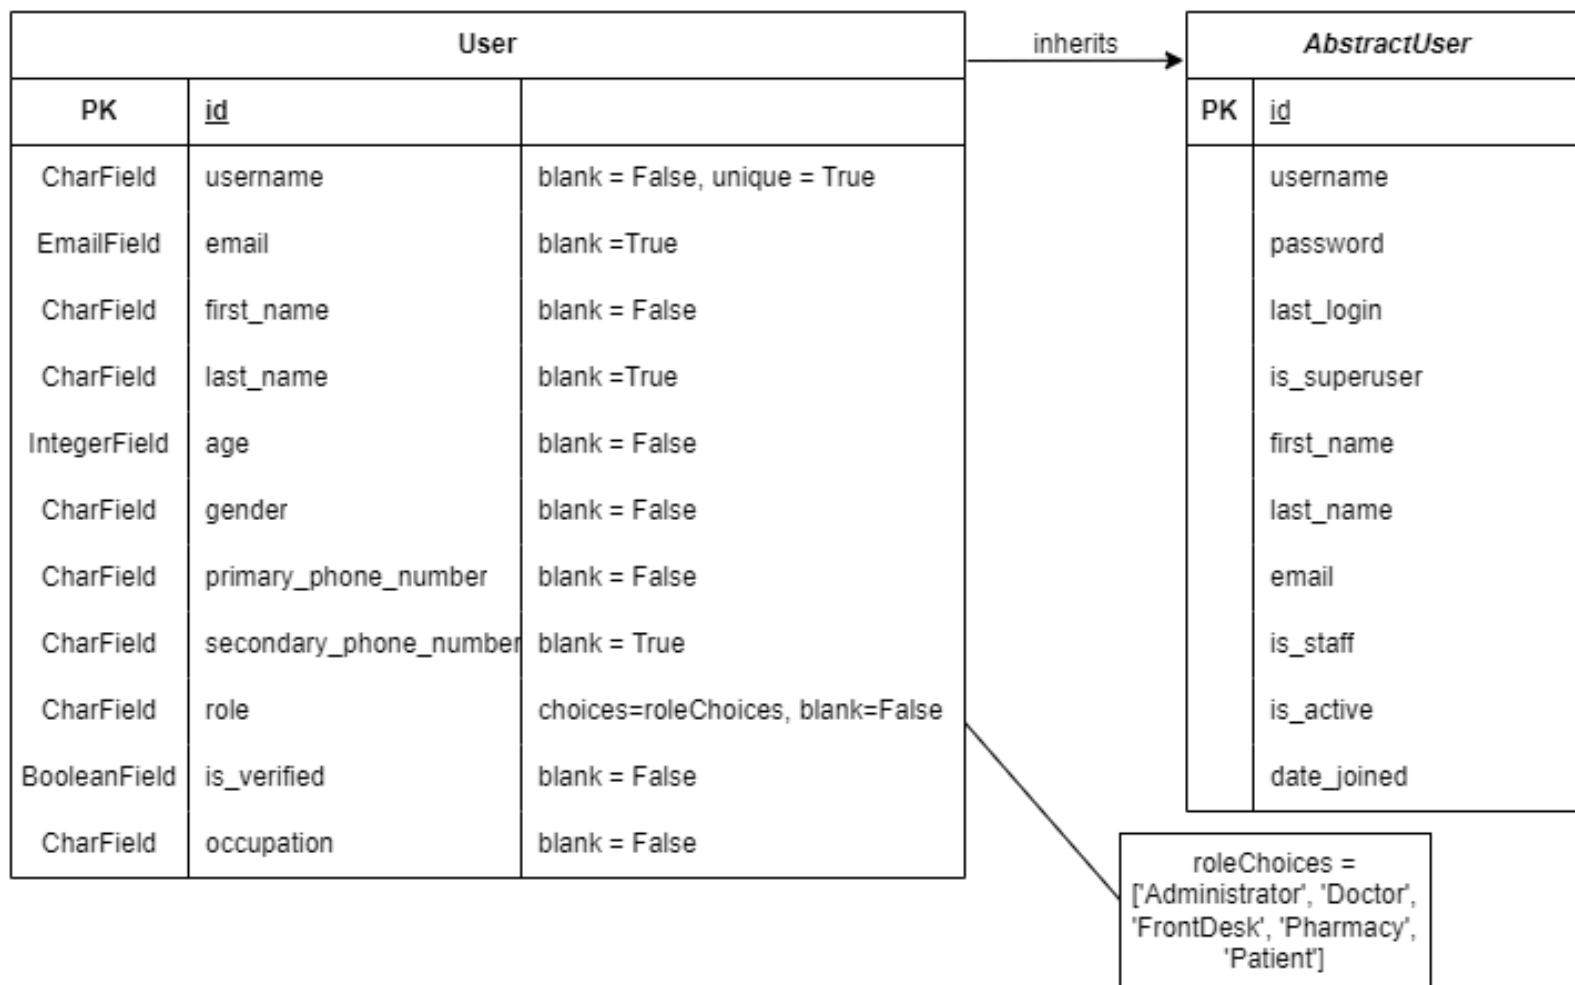 User
PK id
CharField username blank = False, unique = True
EmailField email blank =True
CharField first_name blank = False
CharField last_name blank =True
IntegerField age blank = False
CharField gender blank = False
CharField primary_phone_number blank = False
CharField secondary_phone_number blank = True
CharField role choices=roleChoices, blank=False
BooleanField is_verified blank = False
CharField occupation blank = False
inherits
AbstractUser
PK id
username
password
last_login
is_superuser
first_name
last_name
email
is_staff
is_active
date_joined
roleChoices =
['Administrator', 'Doctor',
'FrontDesk', 'Pharmacy',
'Patient']